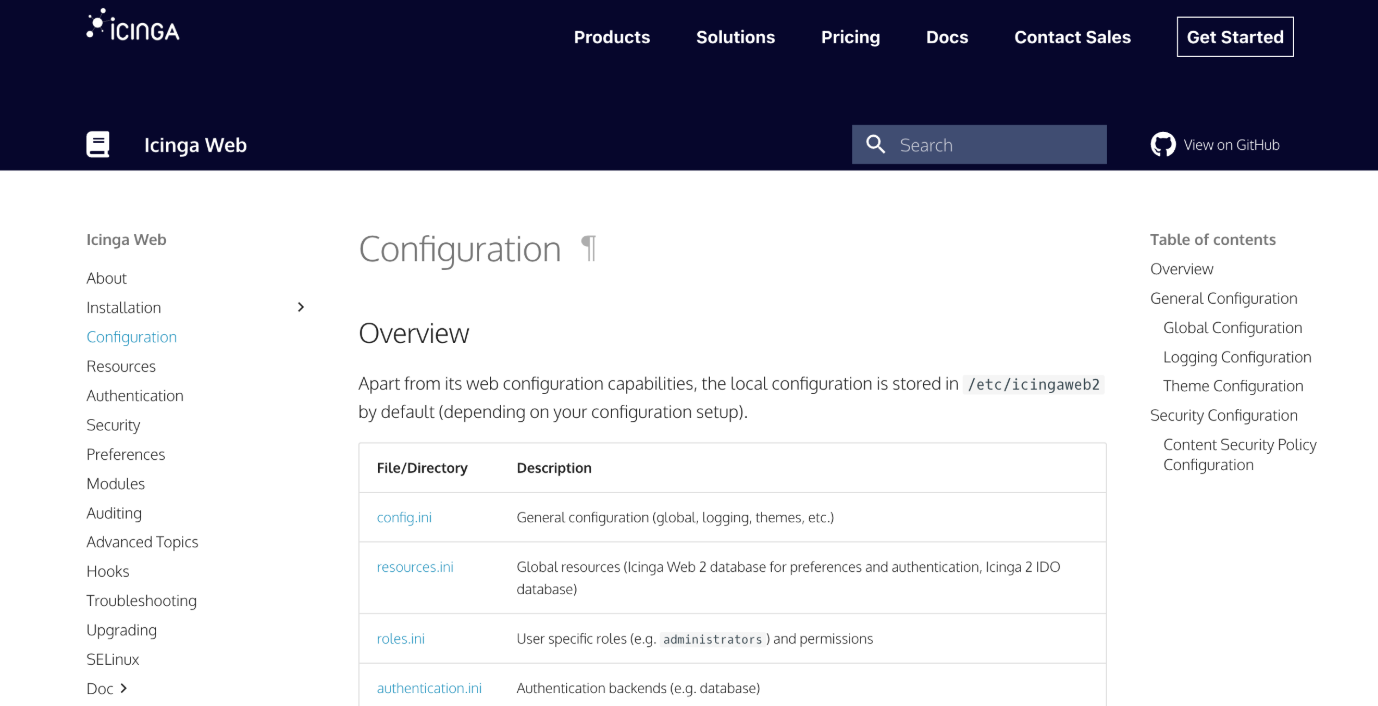 ICINGA
Products
Solutions
Pricing
Docs
Contact Sales
Get Started
Icinga Web
Search
View on GitHub
Icinga Web
About
Installation
Configuration
Resources
Authentication
Security
Preferences
Modules
Auditing
Advanced Topics
Hooks
Troubleshooting
Upgrading
SELinux
Doc
Configuration ¶
Overview
Apart from its web configuration capabilities, the local configuration is stored in /etc/icingaweb2
by default (depending on your configuration setup).
File/Directory Description
config.ini General configuration (global, logging, themes, etc.)
resources.ini Global resources (Icinga Web 2 database for preferences and authentication, Icinga 2 IDO
database)
roles.ini User specific roles (e.g. administrators ) and permissions
authentication.ini Authentication backends (e.g. database)
Table of contents
Overview
General Configuration
Global Configuration
Logging Configuration
Theme Configuration
Security Configuration
Content Security Policy
Configuration